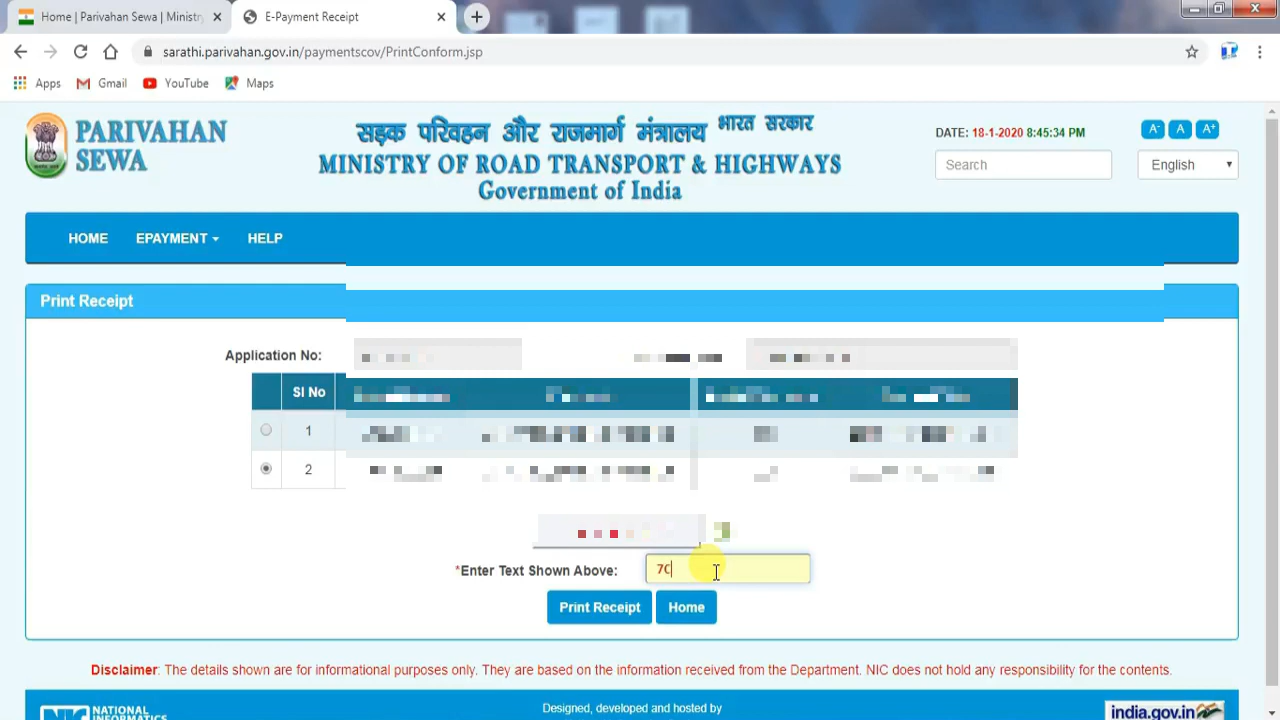 Home | Parivahan Sewa | Ministry
E-Payment Receipt
sarathi.parivahan.gov.in/paymentscov/PrintConform.jsp
Apps Gmail YouTube Maps
PARIVAHAN
SEWA
सड़क परिवहन और राजमार्ग मंत्रालय भारत सरकार
MINISTRY OF ROAD TRANSPORT & HIGHWAYS
Government of India
DATE: 18-1-2020 8:45:34 PM
A- A A+
Search
English
HOME EPAYMENT HELP
Print Receipt
Application No:
Sl No
1
2
*Enter Text Shown Above: 7C
Print Receipt Home
Disclaimer: The details shown are for informational purposes only. They are based on the information received from the Department. NIC does not hold any responsibility for the contents.
NIC NATIONAL
INFORMATICS
Designed, developed and hosted by
india.gov.in